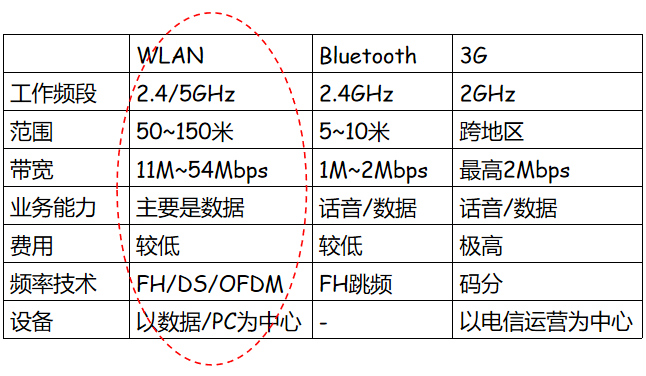 WLAN Bluetooth 3G
工作频段 2.4/5GHz 2.4GHz 2GHz
范围 50~150米 5~10米 跨地区
带宽 11M~54Mbps 1M~2Mbps 最高2Mbps
业务能力 主要是数据 话音/数据 话音/数据
费用 较低 较低 极高
频率技术 FH/DS/OFDM FH跳频 码分
设备 以数据/PC为中心 - 以电信运营为中心